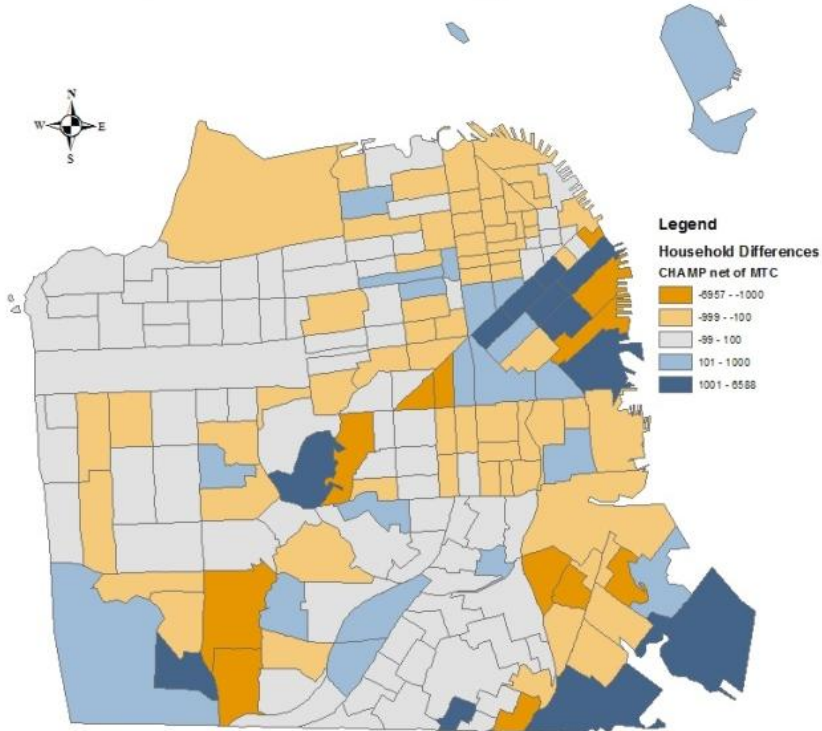 N
W E
S
Legend
Household Differences
CHAMP net of MTC
-6957 - -1000
-999 - -100
-99 - 100
101 - 1000
1001 - 6588